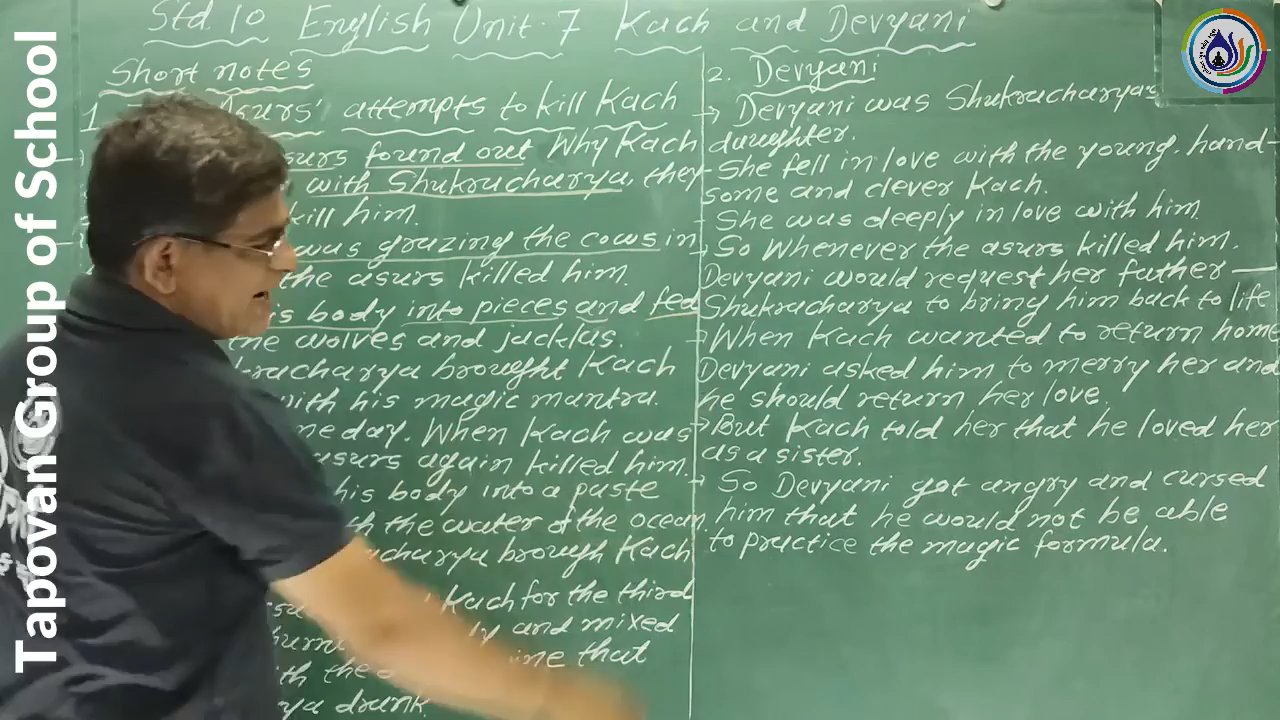 Tapovan Group of School
Std. 10 English Unit. 7 Kach and Devyani
Short notes
1. Asurs' attempts to kill Kach
asurs found out Why Kach
with Shukracharya, they
kill him.
was grazing the cows in
the asurs killed him.
his body into pieces and fed
the wolves and jacklas.
racharya brought Kach
with his magic mantra.
me day. When Kach was
asurs again killed him.
his body into a paste
the water of the ocean.
acharya brough Kach
Kach for the third
and mixed
that
with the
ya drank.
2. Devyani
→ Devyani was Shukracharya's
daughter.
- She fell in love with the young, hand-
some and clever Kach.
- She was deeply in love with him
→ So Whenever the asurs killed him.
Devyani would request her father —
Shukracharya to bring him back to life
→ When Kach wanted to return home
Devyani asked him to merry her and
he should return her love.
→ But Kach told her that he loved her
as a sister.
→ So Devyani got angry and cursed
him that he would not be able
to practice the magic formula.